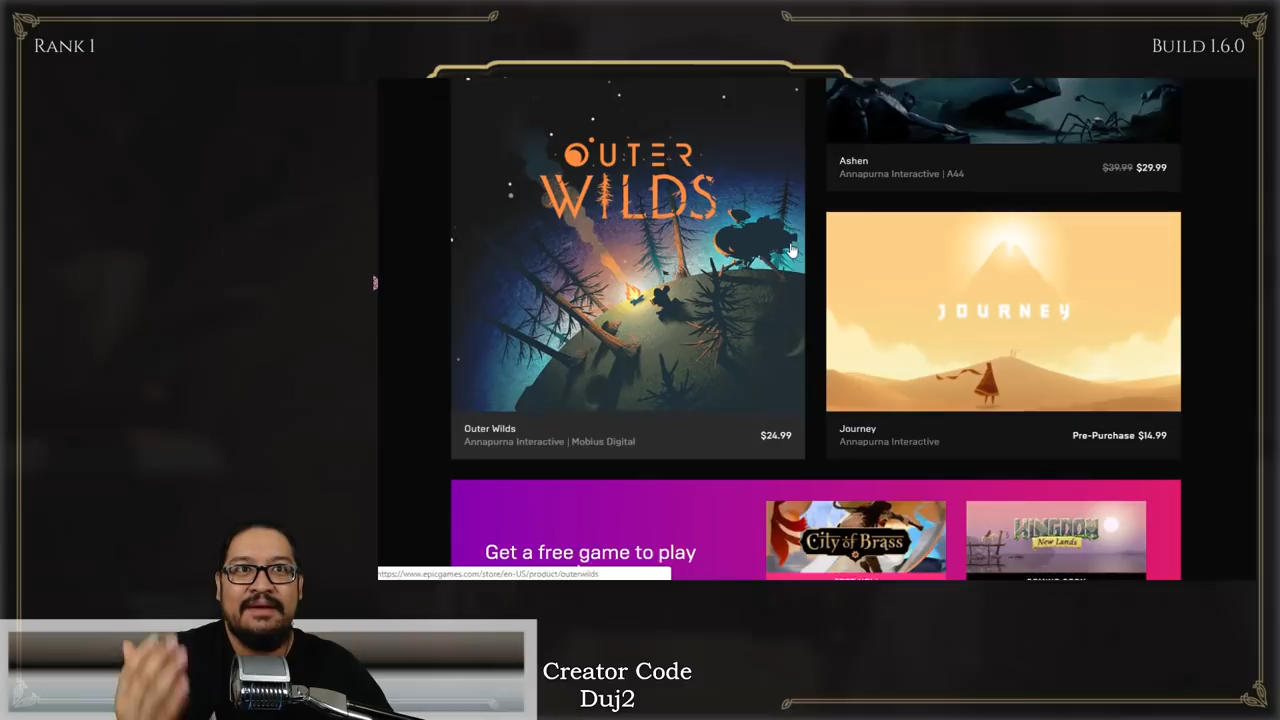 Rank 1
Build 1.6.0
OUTER
WILDS
Ashen
Annapurna Interactive | A44
$39.99 $29.99
JOURNEY
Outer Wilds
Annapurna Interactive | Mobius Digital
$24.99
Journey
Annapurna Interactive
Pre-Purchase $14.99
Get a free game to play
City of Brass
KINGDOM
New Lands
https://www.epicgames.com/store/en-US/product/outerwilds
Creator Code
Duj2